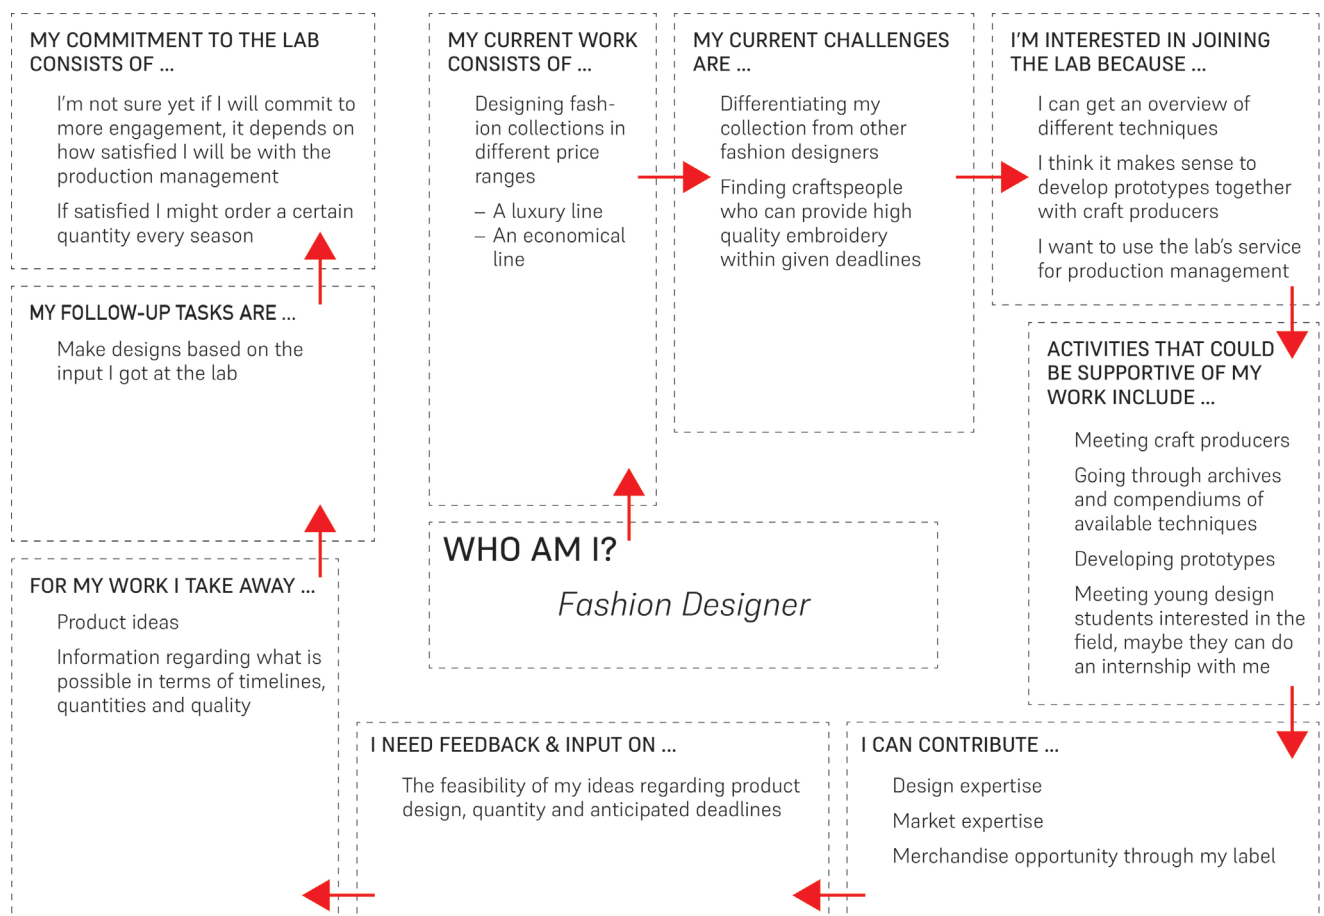 MY COMMITMENT TO THE LAB
CONSISTS OF ...
I'm not sure yet if I will commit to
more engagement, it depends on
how satisfied I will be with the
production management
If satisfied I might order a certain
quantity every season
MY FOLLOW-UP TASKS ARE ...
Make designs based on the
input I got at the lab
FOR MY WORK I TAKE AWAY ...
Product ideas
Information regarding what is
possible in terms of timelines,
quantities and quality
MY CURRENT WORK
CONSISTS OF ...
Designing fash-
ion collections in
different price
ranges
– A luxury line
– An economical
line
MY CURRENT CHALLENGES
ARE ...
Differentiating my
collection from other
fashion designers
Finding craftspeople
who can provide high
quality embroidery
within given deadlines
I'M INTERESTED IN JOINING
THE LAB BECAUSE ...
I can get an overview of
different techniques
I think it makes sense to
develop prototypes together
with craft producers
I want to use the lab's service
for production management
ACTIVITIES THAT COULD
BE SUPPORTIVE OF MY
WORK INCLUDE ...
Meeting craft producers
Going through archives
and compendiums of
available techniques
Developing prototypes
Meeting young design
students interested in the
field, maybe they can do
an internship with me
WHO AM I?
Fashion Designer
I NEED FEEDBACK & INPUT ON ...
The feasibility of my ideas regarding product
design, quantity and anticipated deadlines
I CAN CONTRIBUTE ...
Design expertise
Market expertise
Merchandise opportunity through my label